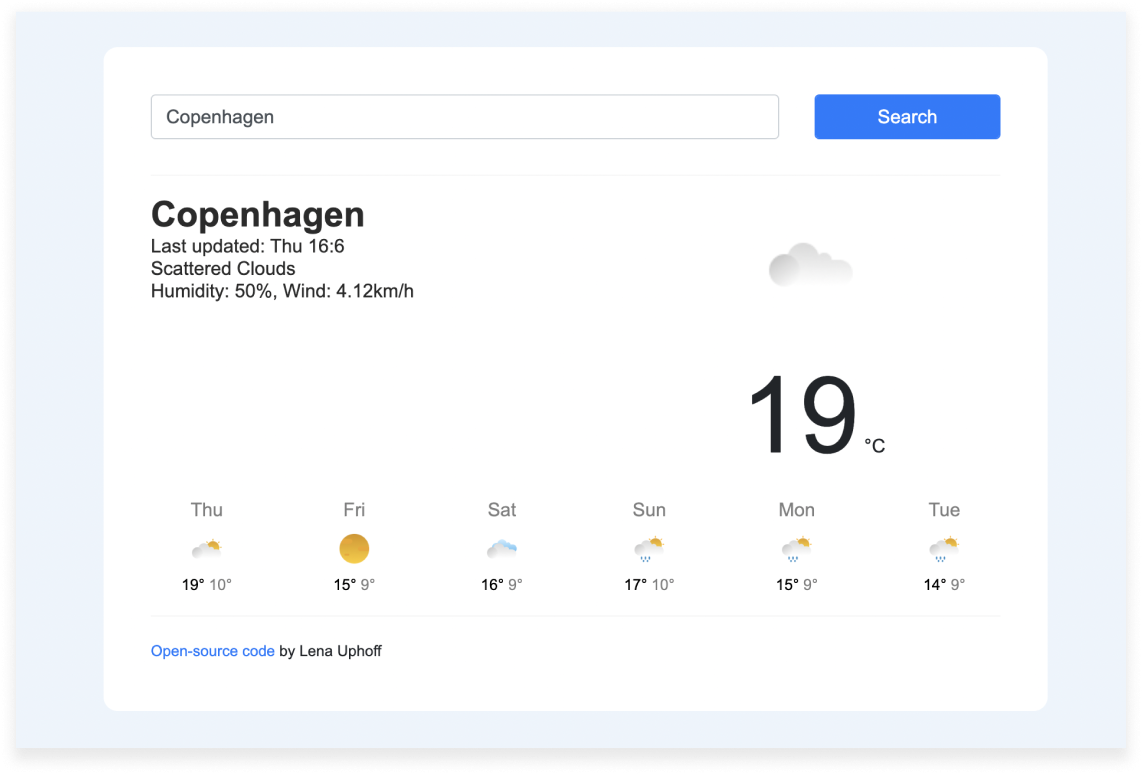 Copenhagen
Search
Copenhagen
Last updated: Thu 16:6
Scattered Clouds
Humidity: 50%, Wind: 4.12km/h
19 °C
Thu Fri Sat Sun Mon Tue
19° 10° 15° 9° 16° 9° 17° 10° 15° 9° 14° 9°
Open-source code by Lena Uphoff